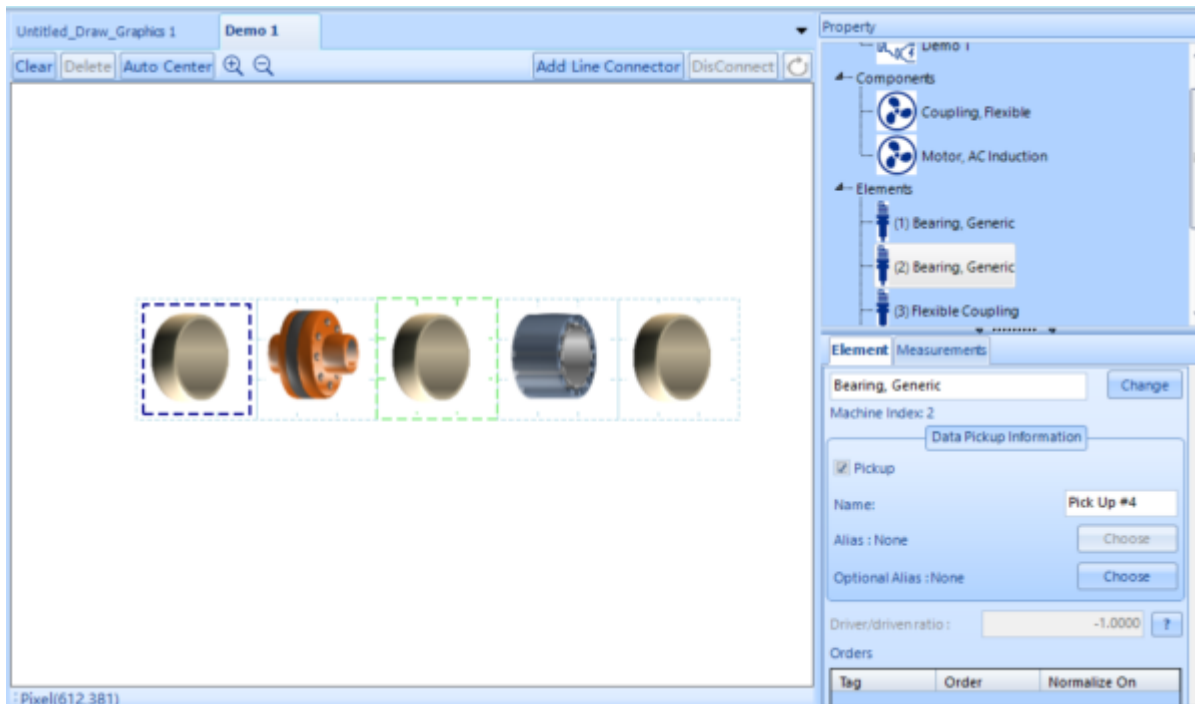 Untitled_Draw_Graphics 1
Demo 1
Clear
Delete
Auto Center
Add Line Connector
DisConnect
Pixel(612,381)
Property
Demo 1
Components
Coupling, Flexible
Motor, AC Induction
Elements
(1) Bearing, Generic
(2) Bearing, Generic
(3) Flexible Coupling
Element
Measurements
Bearing, Generic
Change
Machine Index: 2
Data Pickup Information
Pickup
Name:
Pick Up #4
Alias : None
Choose
Optional Alias : None
Choose
Driver/driven ratio :
-1.0000
?
Orders
Tag
Order
Normalize On